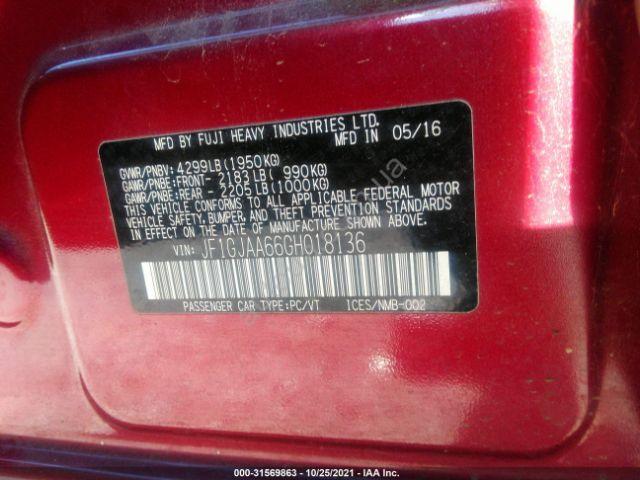 MFD BY FUJI HEAVY INDUSTRIES LTD.
MFD IN 05/16
GVWR/PNBV: 4299LB(1950KG)
GAWR/PNBE:FRONT- 2183LB( 990KG)
GAWR/PNBE:REAR- 2205LB(1000KG)
THIS VEHICLE CONFORMS TO ALL APPLICABLE FEDERAL MOTOR
VEHICLE SAFETY, BUMPER, AND THEFT PREVENTION STANDARDS
IN EFFECT ON THE DATE OF MANUFACTURE SHOWN ABOVE.
VIN: JF1GJAA66GH018136
PASSENGER CAR TYPE:PC/VT ICES/NMB-002
000-31569863 - 10/25/2021 - IAA Inc.